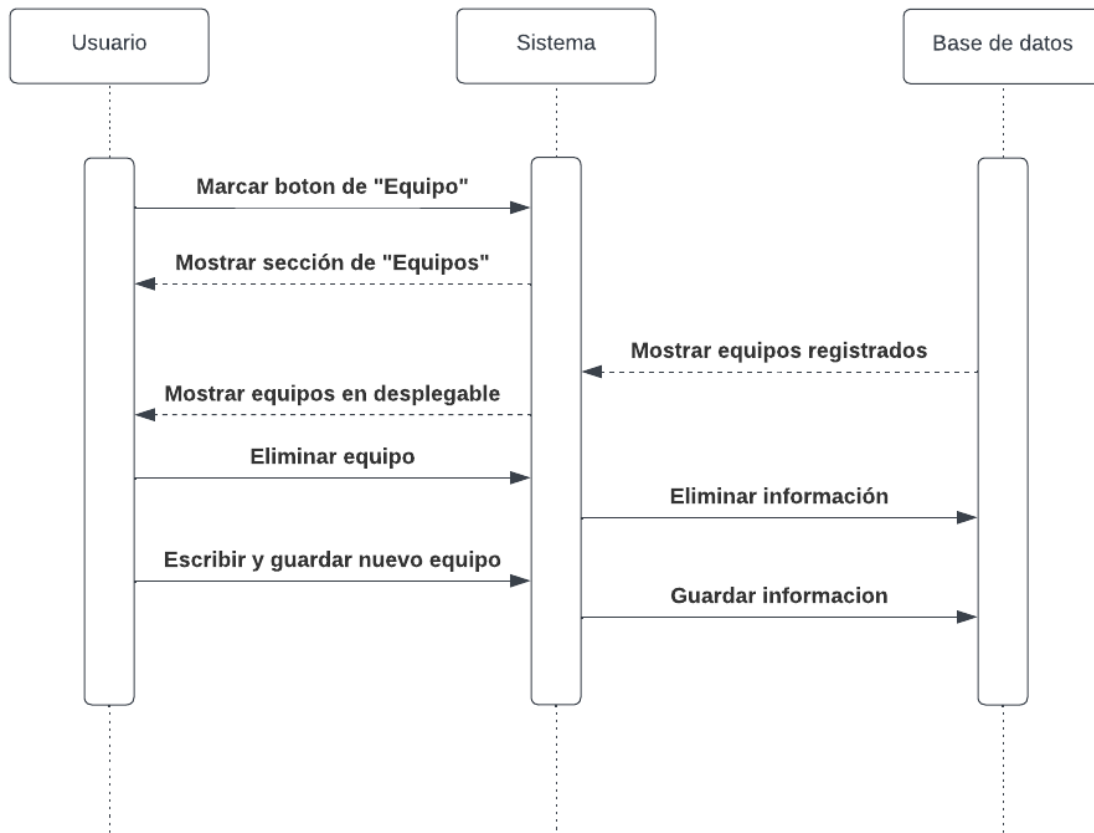 Usuario
Sistema
Base de datos
Marcar boton de "Equipo"
Mostrar sección de "Equipos"
Mostrar equipos registrados
Mostrar equipos en desplegable
Eliminar equipo
Eliminar información
Escribir y guardar nuevo equipo
Guardar informacion